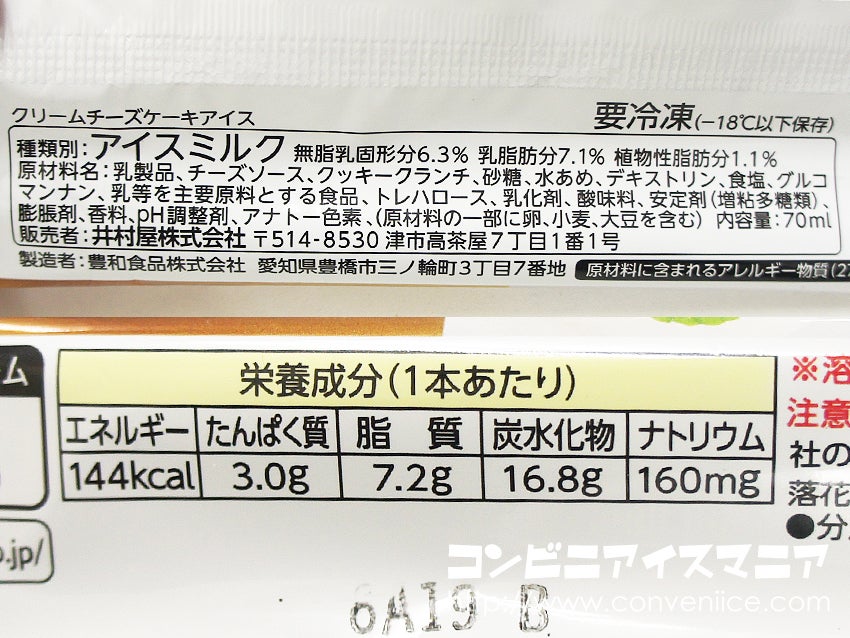 クリームチーズケーキアイス
要冷凍(－18℃以下保存)
種類別：アイスミルク 無脂乳固形分6.3% 乳脂肪分7.1% 植物性脂肪分1.1%
原材料名：乳製品、チーズソース、クッキークランチ、砂糖、水あめ、デキストリン、食塩、グルコ
マンナン、乳等を主要原料とする食品、トレハロース、乳化剤、酸味料、安定剤(増粘多糖類)、
膨脹剤、香料、pH調整剤、アナトー色素、(原材料の一部に卵、小麦、大豆を含む) 内容量：70ml
販売者：井村屋株式会社 〒514-8530 津市高茶屋7丁目1番1号
製造者：豊和食品株式会社 愛知県豊橋市三ノ輪町3丁目7番地
原材料に含まれるアレルギー物質(27
ム
栄養成分(1本あたり)
エネルギー たんぱく質 脂 質 炭水化物 ナトリウム
144kcal 3.0g 7.2g 16.8g 160mg
※溶
注意
社の
落花
●分
.jp/
コンビニアイスマニア
http://www.conveniice.com
6AI9 B